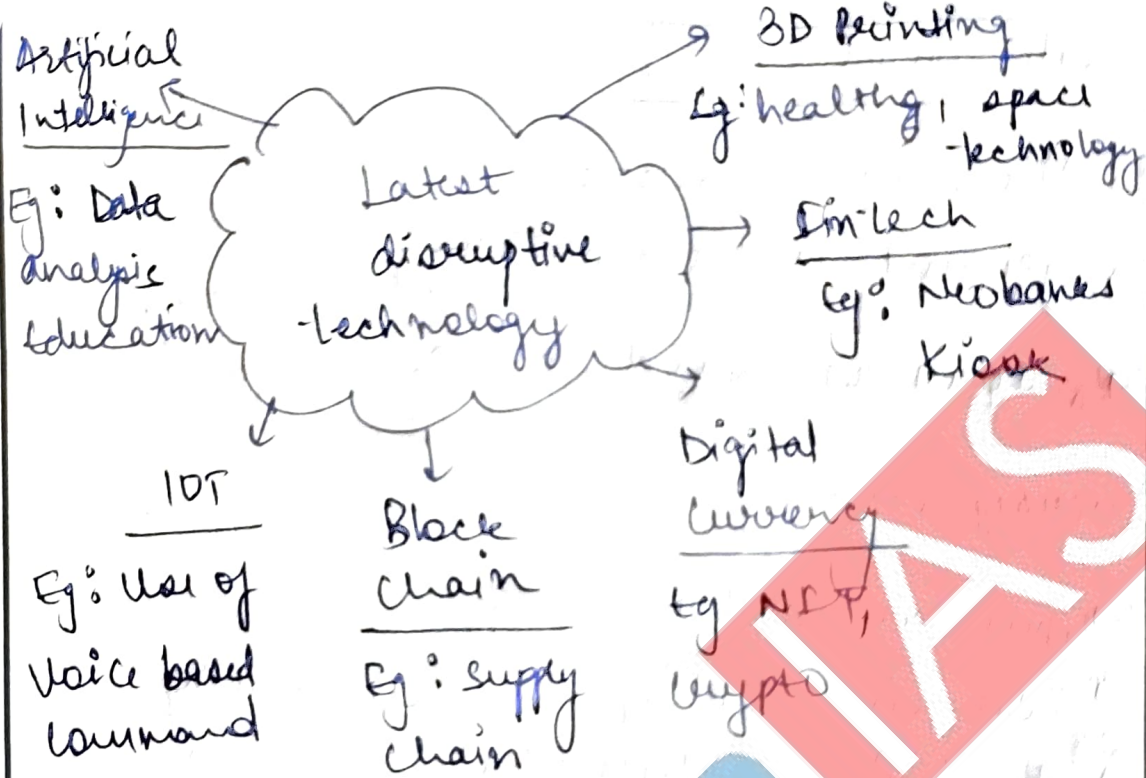 Artificial
Intelligence
Eg: Data
analysis
Education
3D Printing
Eg: healthg, space
technology
Latest
disruptive
technology
Fin-tech
Eg: Neobanks
Kiosk
IOT
Eg: Use of
Voice based
Command
Block
Chain
Eg: Supply
Chain
Digital
Currency
Eg NFT,
Crypto
IAS